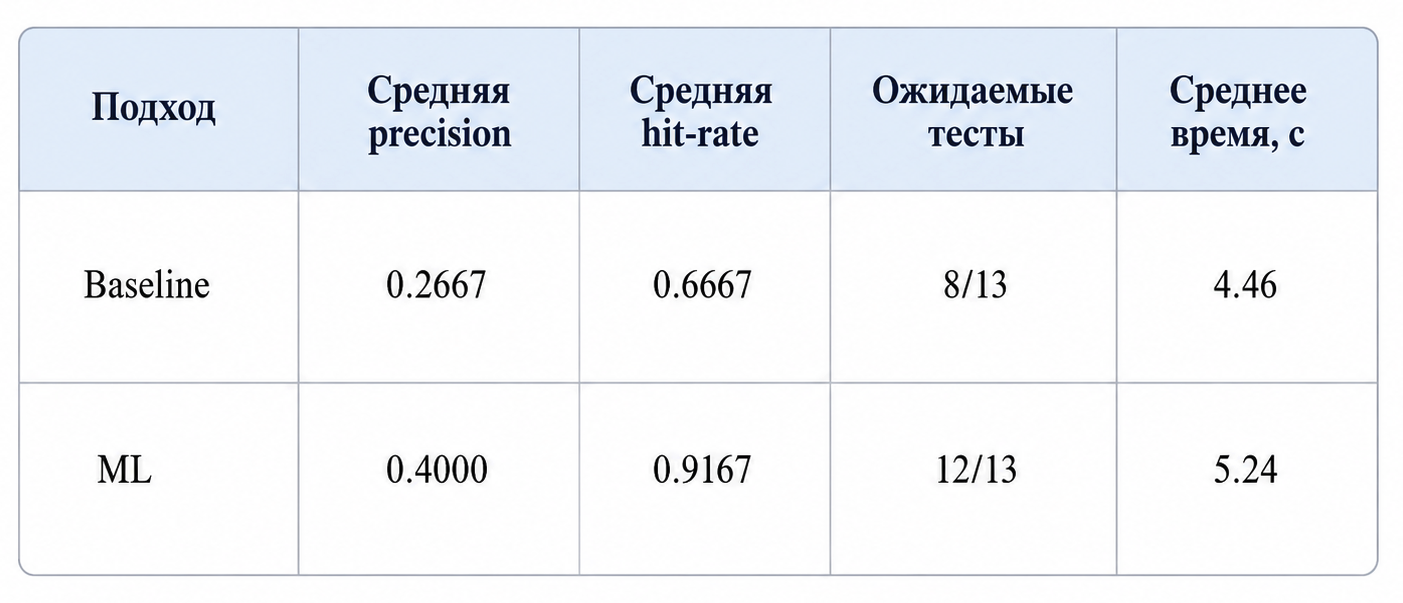 Подход
Средняя
precision
Средняя
hit-rate
Ожидаемые
тесты
Среднее
время, с
Baseline
0.2667
0.6667
8/13
4.46
ML
0.4000
0.9167
12/13
5.24